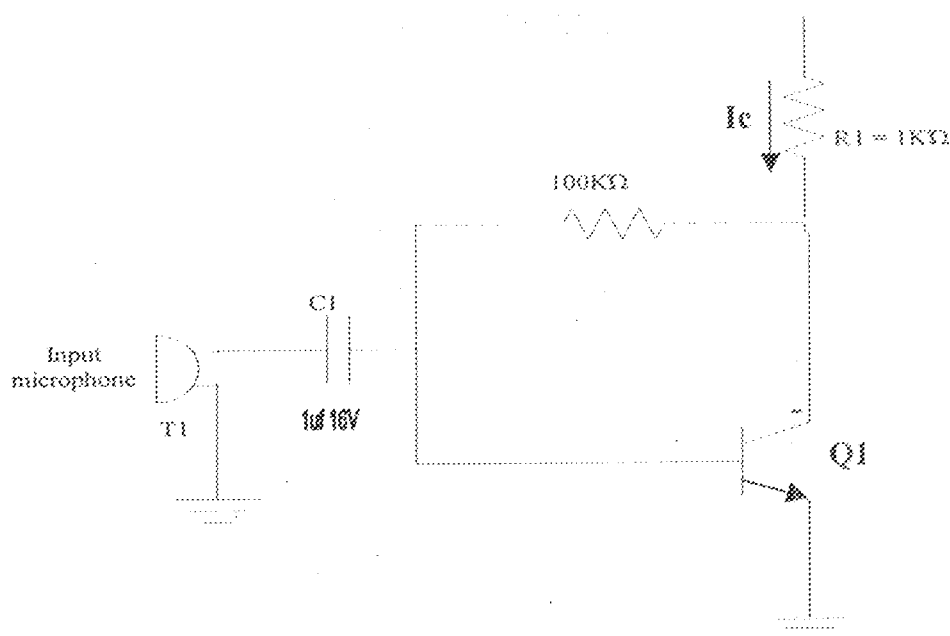 Ic
R1 = 1KΩ
100KΩ
C1
Input
microphone
T1
1uf 16V
Q1